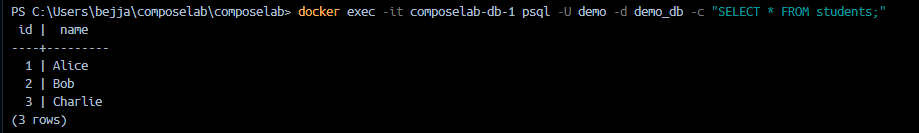 PS C:\Users\bejja\composelab\composelab> docker exec -it composelab-db-1 psql -U demo -d demo_db -c "SELECT * FROM students;"
 id |  name
----+---------
  1 | Alice
  2 | Bob
  3 | Charlie
(3 rows)